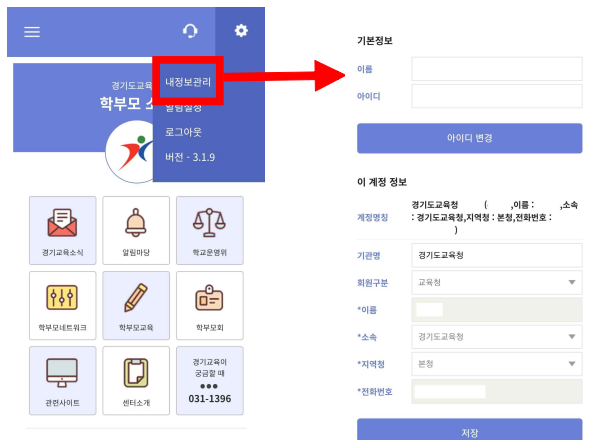 내정보관리
알림설정
로그아웃
버전 - 3.1.9
경기도교육
학부모 소
경기교육소식
알림마당
학교운영위
학부모네트워크
학부모교육
학부모회
관련사이트
센터소개
경기교육이
궁금할 때
●●●
031-1396
기본정보
이름
아이디
아이디 변경
이 계정 정보
계정명칭
경기도교육청 ( ,이름 : ,소속
: 경기도교육청,지역청 : 본청,전화번호 :
)
기관명 경기도교육청
회원구분 교육청
*이름
*소속 경기도교육청
*지역청 본청
*전화번호
저장